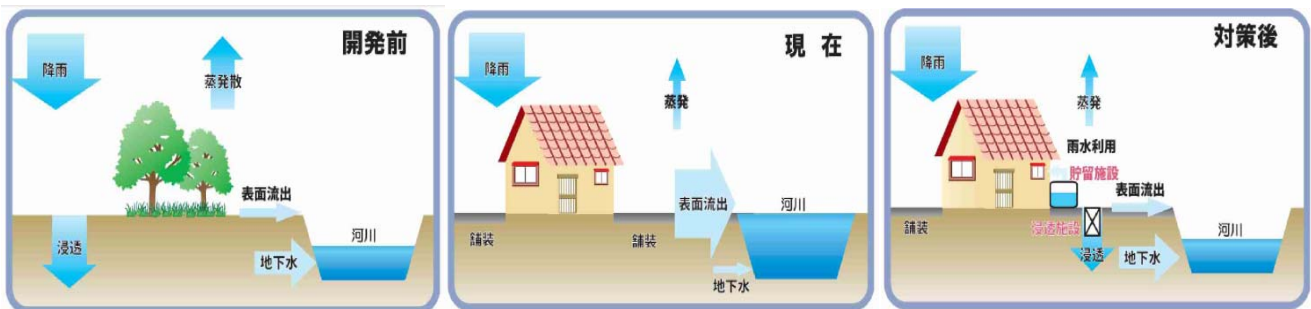 開発前
降雨
蒸発散
表面流出
河川
浸透
地下水
現 在
降雨
蒸発
表面流出
河川
舗装
舗装
地下水
対策後
降雨
蒸発
雨水利用
貯留施設
表面流出
舗装
浸透施設
河川
浸透
地下水